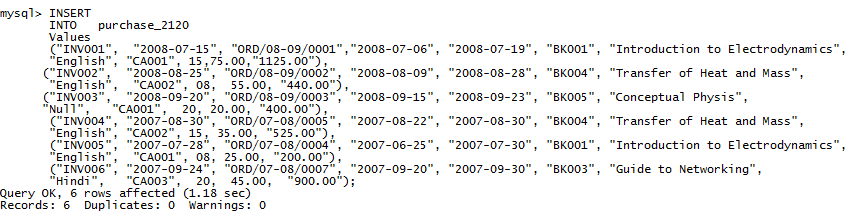 mysql> INSERT
INTO purchase_2120
Values
("INV001", "2008-07-15", "ORD/08-09/0001","2008-07-06", "2008-07-19", "BK001", "Introduction to Electrodynamics",
"English", "CA001", 15,75.00,"1125.00"),
("INV002", "2008-08-25", "ORD/08-09/0002", "2008-08-09", "2008-08-28", "BK04", "Transfer of Heat and Mass",
"English", "CA002", 08, 55.00, "440.00"),
("INV003", "2008-09-20", "ORD/08-09/0003", "2008-09-15", "2008-09-23", "BK005", "Conceptual Physis",
"Null", "CA001", 20, 20.00, "400.00"),
("INV004", "2007-08-30", "ORD/07-08/0005", "2007-08-22", "2007-08-30", "BK004", "Transfer of Heat and Mass",
"English", "CA002", 15, 35.00, "525.00"),
("INV005", "2007-07-28", "ORD/07-08/0004", "2007-06-25", "2007-07-30", "BK001", "Introduction to Electrodynamics",
"English", "CA001", 08, 25.00, "200.00"),
("INV006", "2007-09-24", "ORD/07-08/0007", "2007-09-20", "2007-09-30", "BK003", "Guide to Networking",
"Hindi", "CA003", 20, 45.00, "900.00");
Query OK, 6 rows affected (1.18 sec)
Records: 6 Duplicates: 0 Warnings: 0